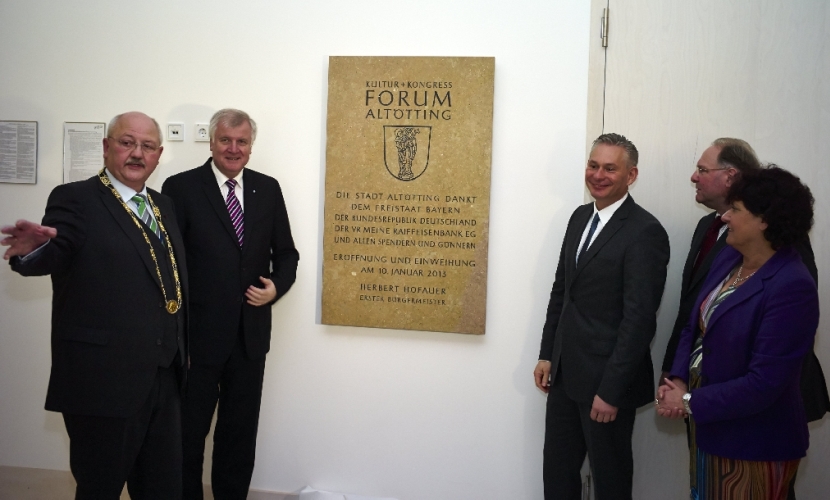 KULTUR + KONGRESS
FORUM
ALTÖTTING
DIE STADT ALTÖTTING DANKT
DEM FREISTAAT BAYERN
DER BUNDESREPUBLIK DEUTSCHLAND
DER VR MEINE RAIFFEISENBANK EG
UND ALLEN SPENDERN UND GÖNNERN
ERÖFFNUNG UND EINWEIHUNG
AM 10. JANUAR 2013
HERBERT HOFAUER
ERSTER BÜRGERMEISTER